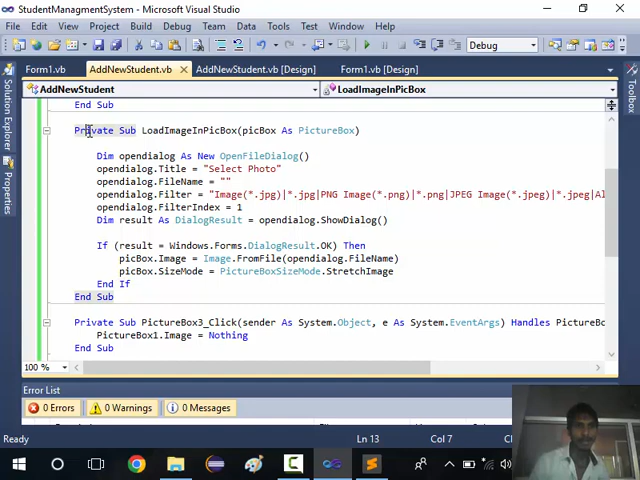 StudentManagmentSystem - Microsoft Visual Studio
File Edit View Project Build Debug Team Data Tools Test Window Help
Debug
Form1.vb AddNewStudent.vb AddNewStudent.vb [Design] Form1.vb [Design]
AddNewStudent LoadImageInPicBox
Solution Explorer
Properties
End Sub
Private Sub LoadImageInPicBox(picBox As PictureBox)
Dim opendialog As New OpenFileDialog()
opendialog.Title = "Select Photo"
opendialog.FileName = ""
opendialog.Filter = "Image(*.jpg)|*.jpg|PNG Image(*.png)|*.png|JPEG Image(*.jpeg)|*.jpeg|Al
opendialog.FilterIndex = 1
Dim result As DialogResult = opendialog.ShowDialog()
If (result = Windows.Forms.DialogResult.OK) Then
picBox.Image = Image.FromFile(opendialog.FileName)
picBox.SizeMode = PictureBoxSizeMode.StretchImage
End If
End Sub
Private Sub PictureBox3_Click(sender As System.Object, e As System.EventArgs) Handles PictureBo
PictureBox1.Image = Nothing
End Sub
100 %
Error List
0 Errors 0 Warnings 0 Messages
Ready Ln 13 Col 7